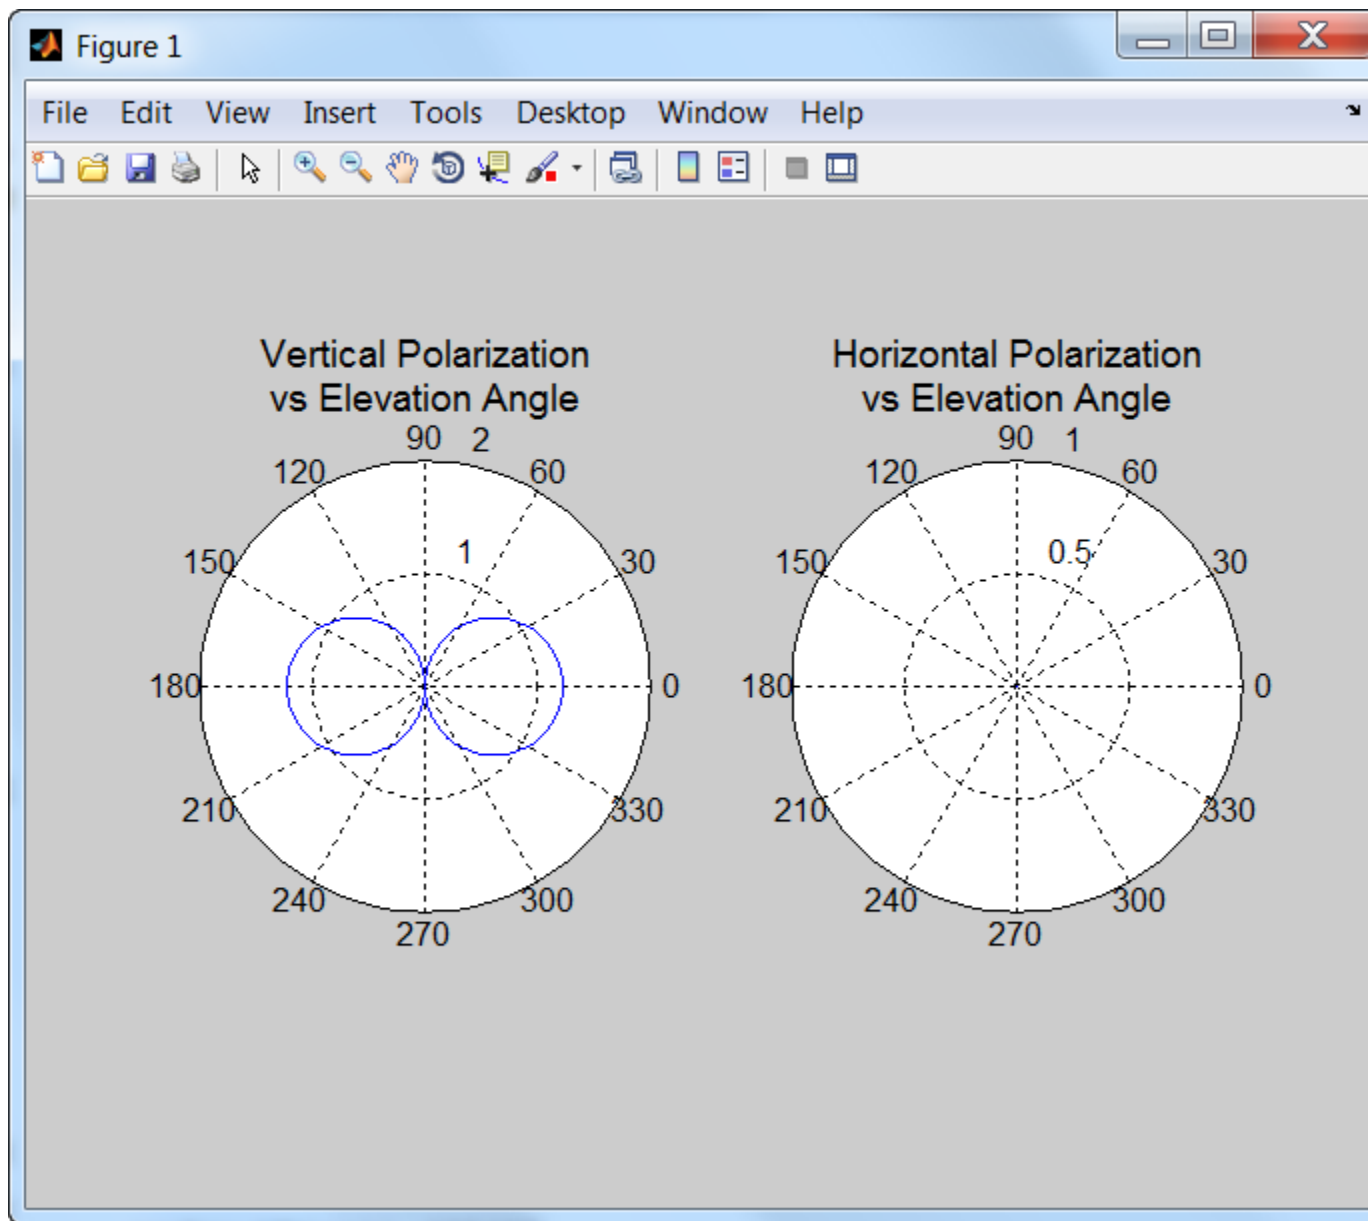 Figure 1
File Edit View Insert Tools Desktop Window Help
Vertical Polarization
vs Elevation Angle
90 2
120 60
1
150 30
180 0
210 330
240 300
270
Horizontal Polarization
vs Elevation Angle
90 1
120 60
0.5
150 30
180 0
210 330
240 300
270